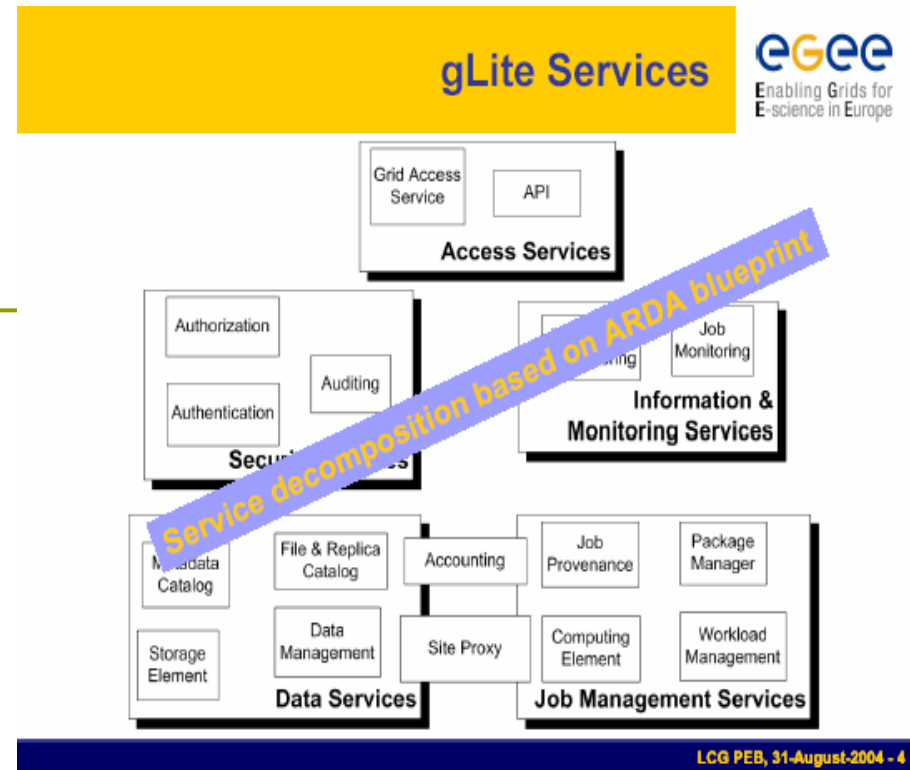 gLite Services
eGee
Enabling Grids for
E-science in Europe
Grid Access
Service
API
Access Services
Service decomposition based on ARDA blueprint
Authorization
Auditing
Authentication
Job
Monitoring
Information &
Monitoring Services
Metadata
Catalog
File & Replica
Catalog
Storage
Element
Data
Management
Data Services
Accounting
Site Proxy
Job
Provenance
Package
Manager
Computing
Element
Workload
Management
Job Management Services
LCG PEB, 31-August-2004 - 4